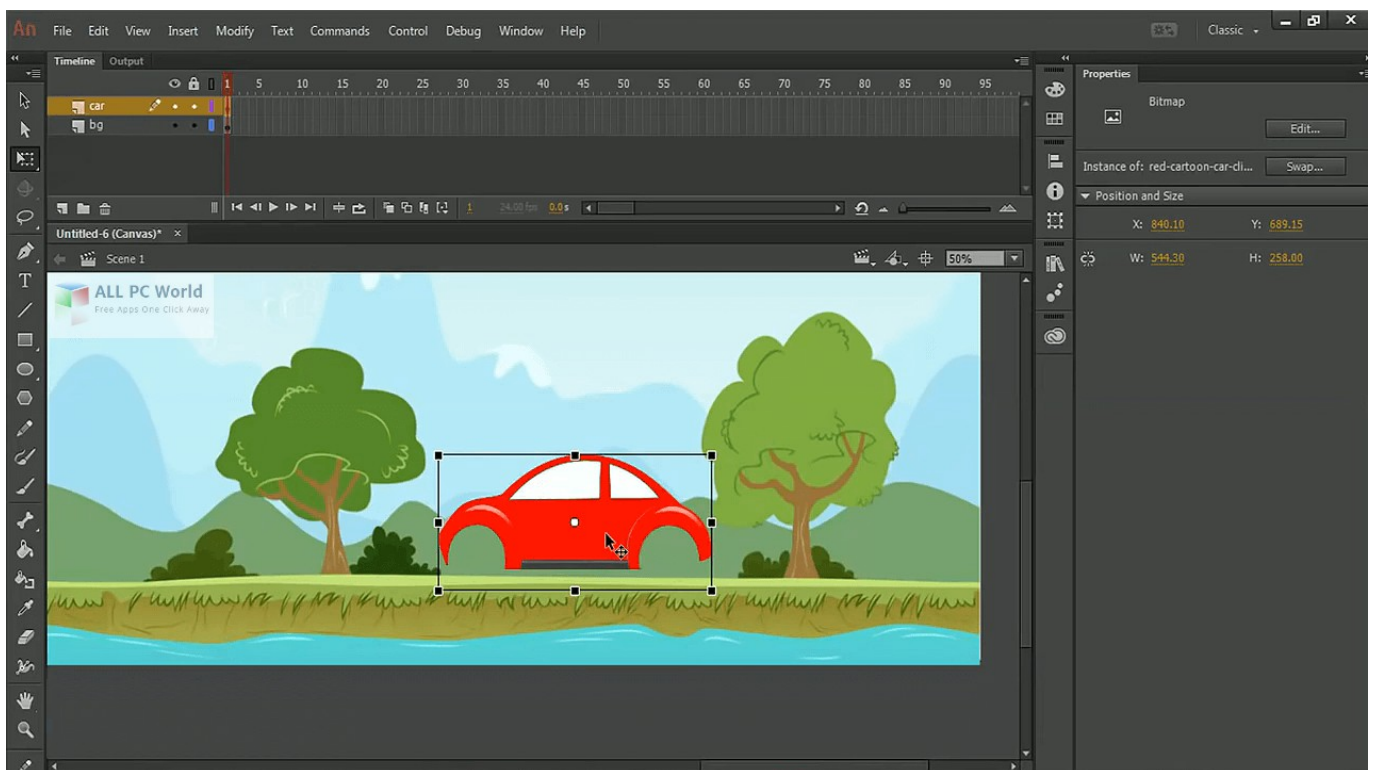 An File Edit View Insert Modify Text Commands Control Debug Window Help Classic
Timeline Output
Properties
1 5 10 15 20 25 30 35 40 45 50 55 60 65 70 75 80 85 90 95
car
bg
Bitmap
Edit...
Instance of: red-cartoon-car-cli... Swap...
Position and Size
1 24.00 fps 0.0 s
X: 840.10 Y: 689.15
W: 544.30 H: 258.00
Untitled-6 (Canvas)* ×
Scene 1 50%
ALL PC World
Free Apps One Click Away
T